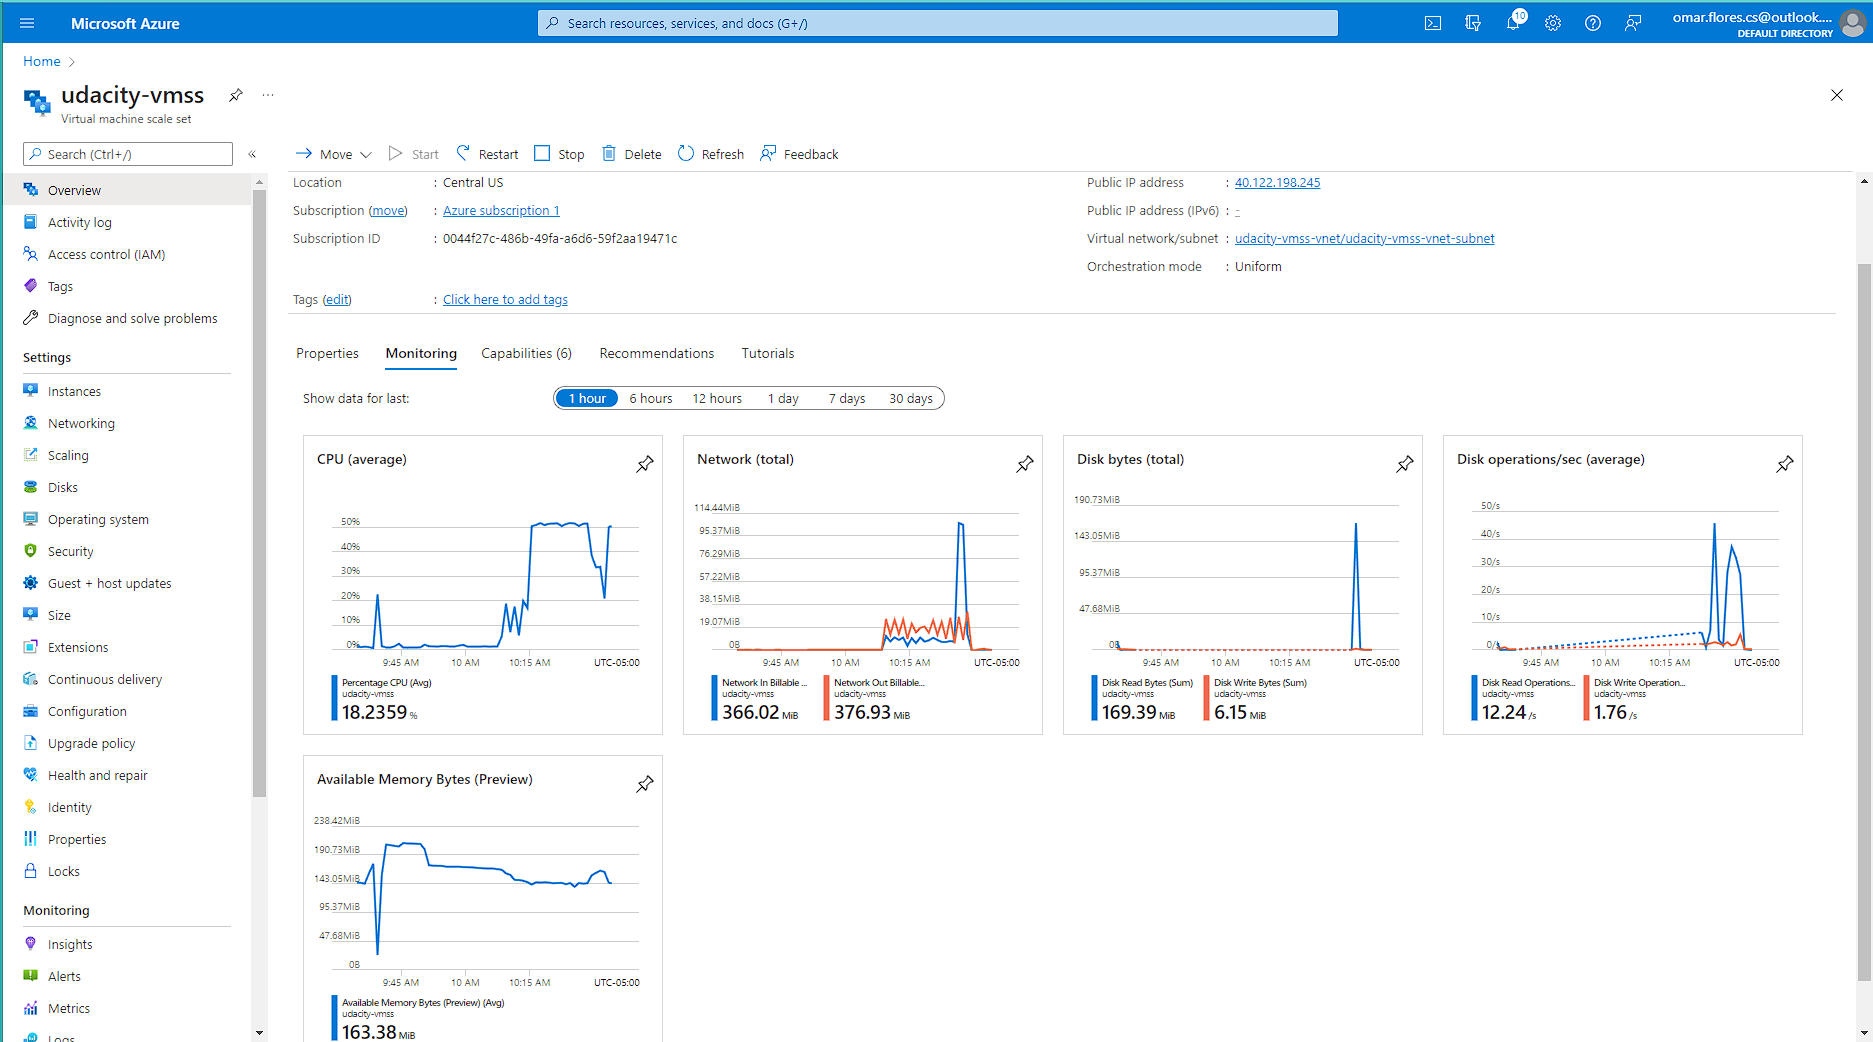 Microsoft Azure
Search resources, services, and docs (G+/)
10
omar.flores.cs@outlook....
DEFAULT DIRECTORY
Home
udacity-vmss
Virtual machine scale set
Search (Ctrl+/)
Overview
Activity log
Access control (IAM)
Tags
Diagnose and solve problems
Settings
Instances
Networking
Scaling
Disks
Operating system
Security
Guest + host updates
Size
Extensions
Continuous delivery
Configuration
Upgrade policy
Health and repair
Identity
Properties
Locks
Monitoring
Insights
Alerts
Metrics
Logs
Move Start Restart Stop Delete Refresh Feedback
Location : Central US
Subscription (move) : Azure subscription 1
Subscription ID : 0044f27c-486b-49fa-a6d6-59f2aa19471c
Tags (edit) : Click here to add tags
Public IP address : 40.122.198.245
Public IP address (IPv6) : -
Virtual network/subnet : udacity-vmss-vnet/udacity-vmss-vnet-subnet
Orchestration mode : Uniform
Properties Monitoring Capabilities (6) Recommendations Tutorials
Show data for last: 1 hour 6 hours 12 hours 1 day 7 days 30 days
CPU (average)
50%
40%
30%
20%
10%
0%
9:45 AM 10 AM 10:15 AM UTC-05:00
Percentage CPU (Avg)
udacity-vmss
18.2359 %
Network (total)
114.44MiB
95.37MiB
76.29MiB
57.22MiB
38.15MiB
19.07MiB
0B
9:45 AM 10 AM 10:15 AM UTC-05:00
Network In Billable ...
udacity-vmss
366.02 MiB
Network Out Billable...
udacity-vmss
376.93 MiB
Disk bytes (total)
190.73MiB
143.05MiB
95.37MiB
47.68MiB
0B
9:45 AM 10 AM 10:15 AM UTC-05:00
Disk Read Bytes (Sum)
udacity-vmss
169.39 MiB
Disk Write Bytes (Sum)
udacity-vmss
6.15 MiB
Disk operations/sec (average)
50/s
40/s
30/s
20/s
10/s
0/s
9:45 AM 10 AM 10:15 AM UTC-05:00
Disk Read Operations...
udacity-vmss
12.24 /s
Disk Write Operation...
udacity-vmss
1.76 /s
Available Memory Bytes (Preview)
238.42MiB
190.73MiB
143.05MiB
95.37MiB
47.68MiB
0B
9:45 AM 10 AM 10:15 AM UTC-05:00
Available Memory Bytes (Preview) (Avg)
udacity-vmss
163.38 MiB